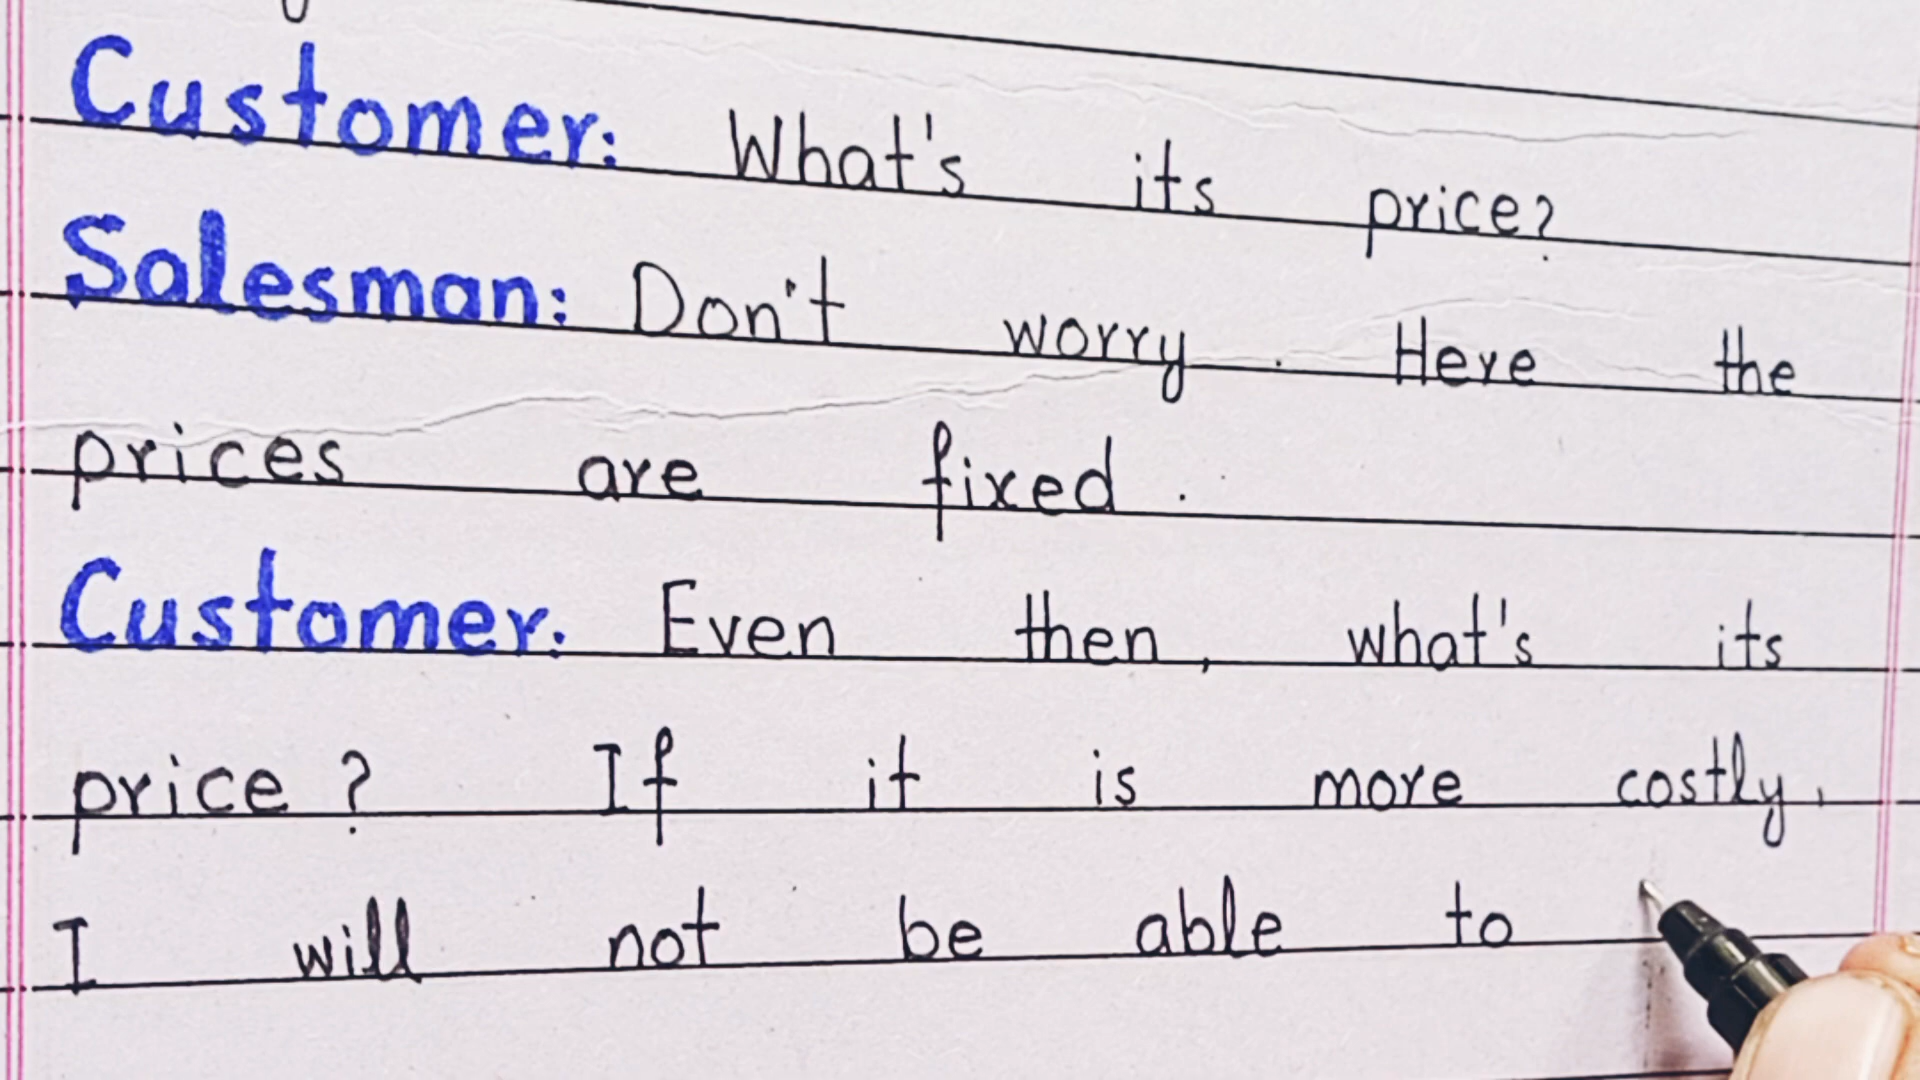 Customer: What's its price?
Salesman: Don't worry. Here the
prices are fixed.
Customer: Even then, what's its
price? If it is more costly,
I will not be able to